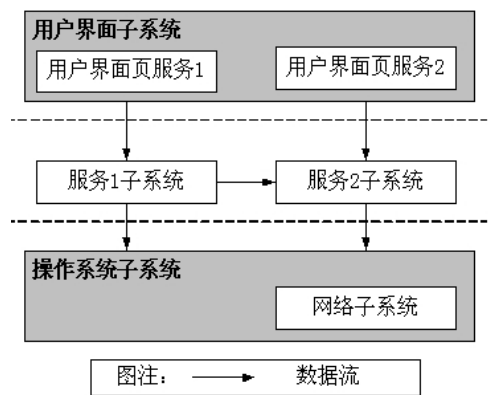 用户界面子系统
用户界面页服务1
用户界面页服务2
服务1子系统
服务2子系统
操作系统子系统
网络子系统
图注：
数据流